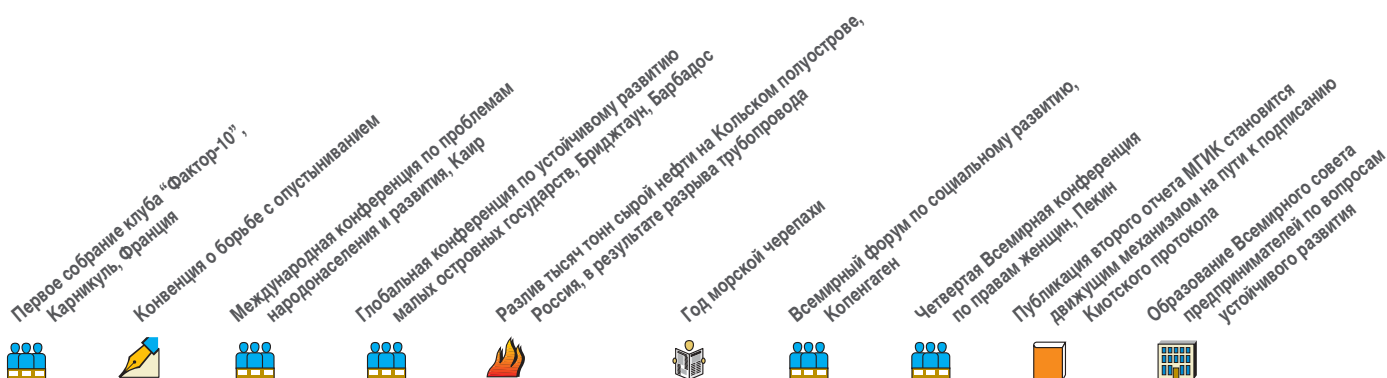 Первое собрание клуба “Фактор-10” ,
Карникуль, Франция
Конвенция о борьбе с опустыниванием
Международная конференция по проблемам
народонаселения и развития, Каир
Глобальная конференция по устойчивому развитию
малых островных государств, Бриджтаун, Барбадос
Разлив тысяч тонн сырой нефти на Кольском полуострове,
Россия, в результате разрыва трубопровода
Год морской черепахи
Всемирный форум по социальному развитию,
Копенгаген
Четвертая Всемирная конференция
по правам женщин, Пекин
Публикация второго отчета МГИК становится
движущим механизмом на пути к подписанию
Киотского протокола
Образование Всемирного совета
предпринимателей по вопросам
устойчивого развития